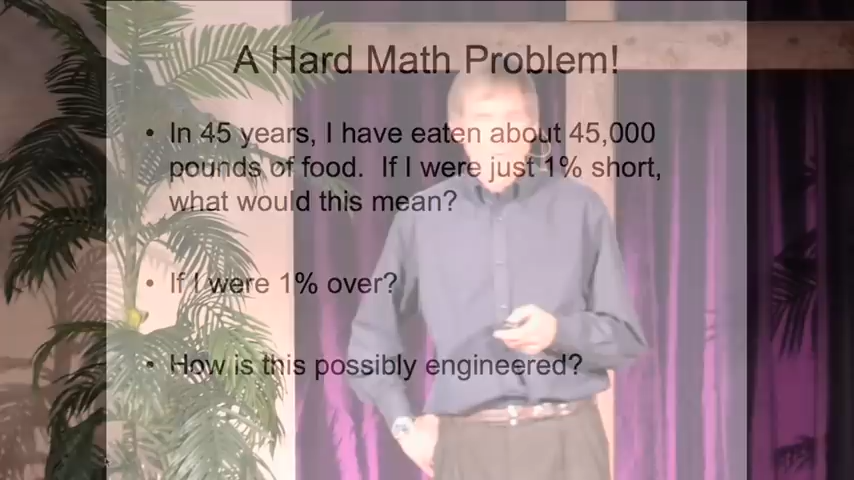 A Hard Math Problem!
• In 45 years, I have eaten about 45,000
pounds of food. If I were just 1% short,
what would this mean?
• If I were 1% over?
• How is this possibly engineered?